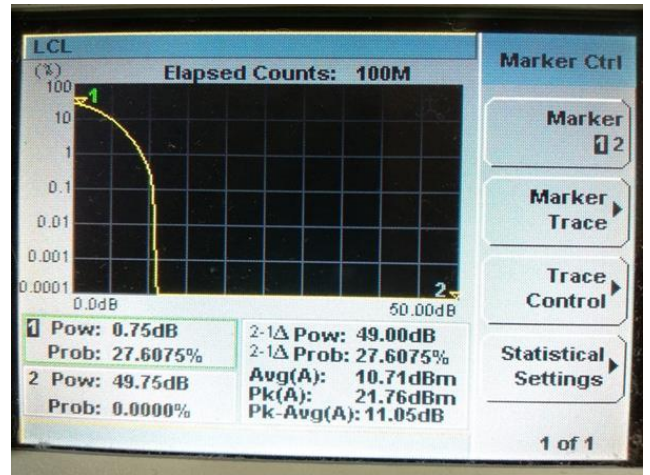 LCL
Marker Ctrl
(%)
Elapsed Counts: 100M
100
1
10
1
0.1
0.01
0.001
0.0001
2
0.0dB
50.00dB
1 Pow: 0.75dB
Prob: 27.6075%
2 Pow: 49.75dB
Prob: 0.0000%
2-1Δ Pow: 49.00dB
2-1Δ Prob: 27.6075%
Avg(A): 10.71dBm
Pk(A): 21.76dBm
Pk-Avg(A): 11.05dB
Marker
1 2
Marker
Trace
Trace
Control
Statistical
Settings
1 of 1